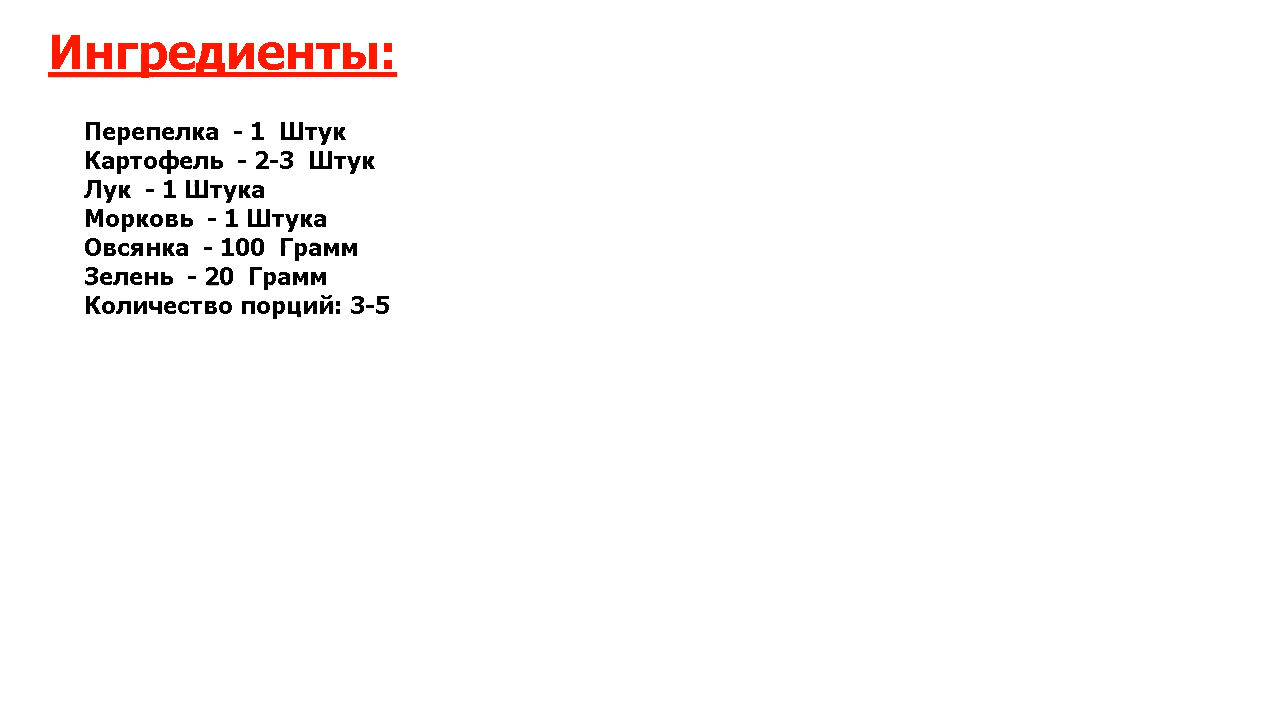 Ингредиенты:
Перепелка  - 1  Штук
Картофель  - 2-3  Штук
Лук  - 1 Штука
Морковь  - 1 Штука
Овсянка  - 100  Грамм
Зелень  - 20  Грамм
Количество порций: 3-5